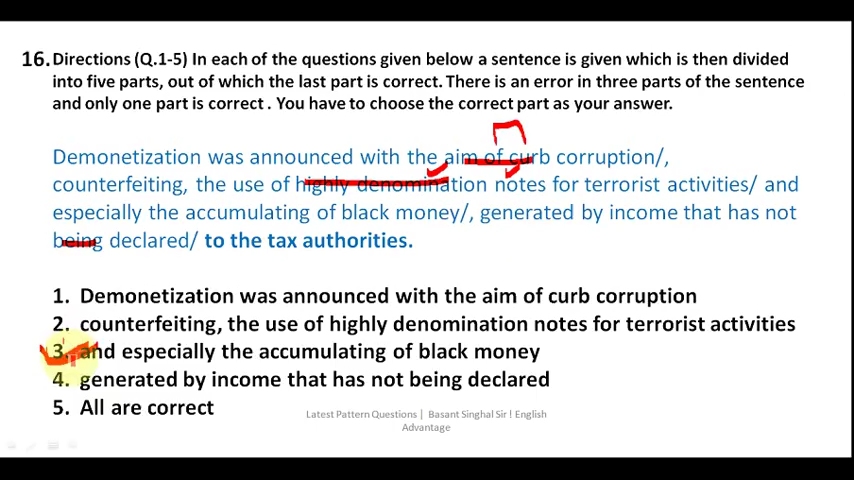 16. Directions (Q.1-5) In each of the questions given below a sentence is given which is then divided
into five parts, out of which the last part is correct. There is an error in three parts of the sentence
and only one part is correct . You have to choose the correct part as your answer.
Demonetization was announced with the aim of curb corruption/,
counterfeiting, the use of highly denomination notes for terrorist activities/ and
especially the accumulating of black money/, generated by income that has not
being declared/ to the tax authorities.
1. Demonetization was announced with the aim of curb corruption
2. counterfeiting, the use of highly denomination notes for terrorist activities
3. and especially the accumulating of black money
4. generated by income that has not being declared
5. All are correct
Latest Pattern Questions | Basant Singhal Sir ! English
Advantage